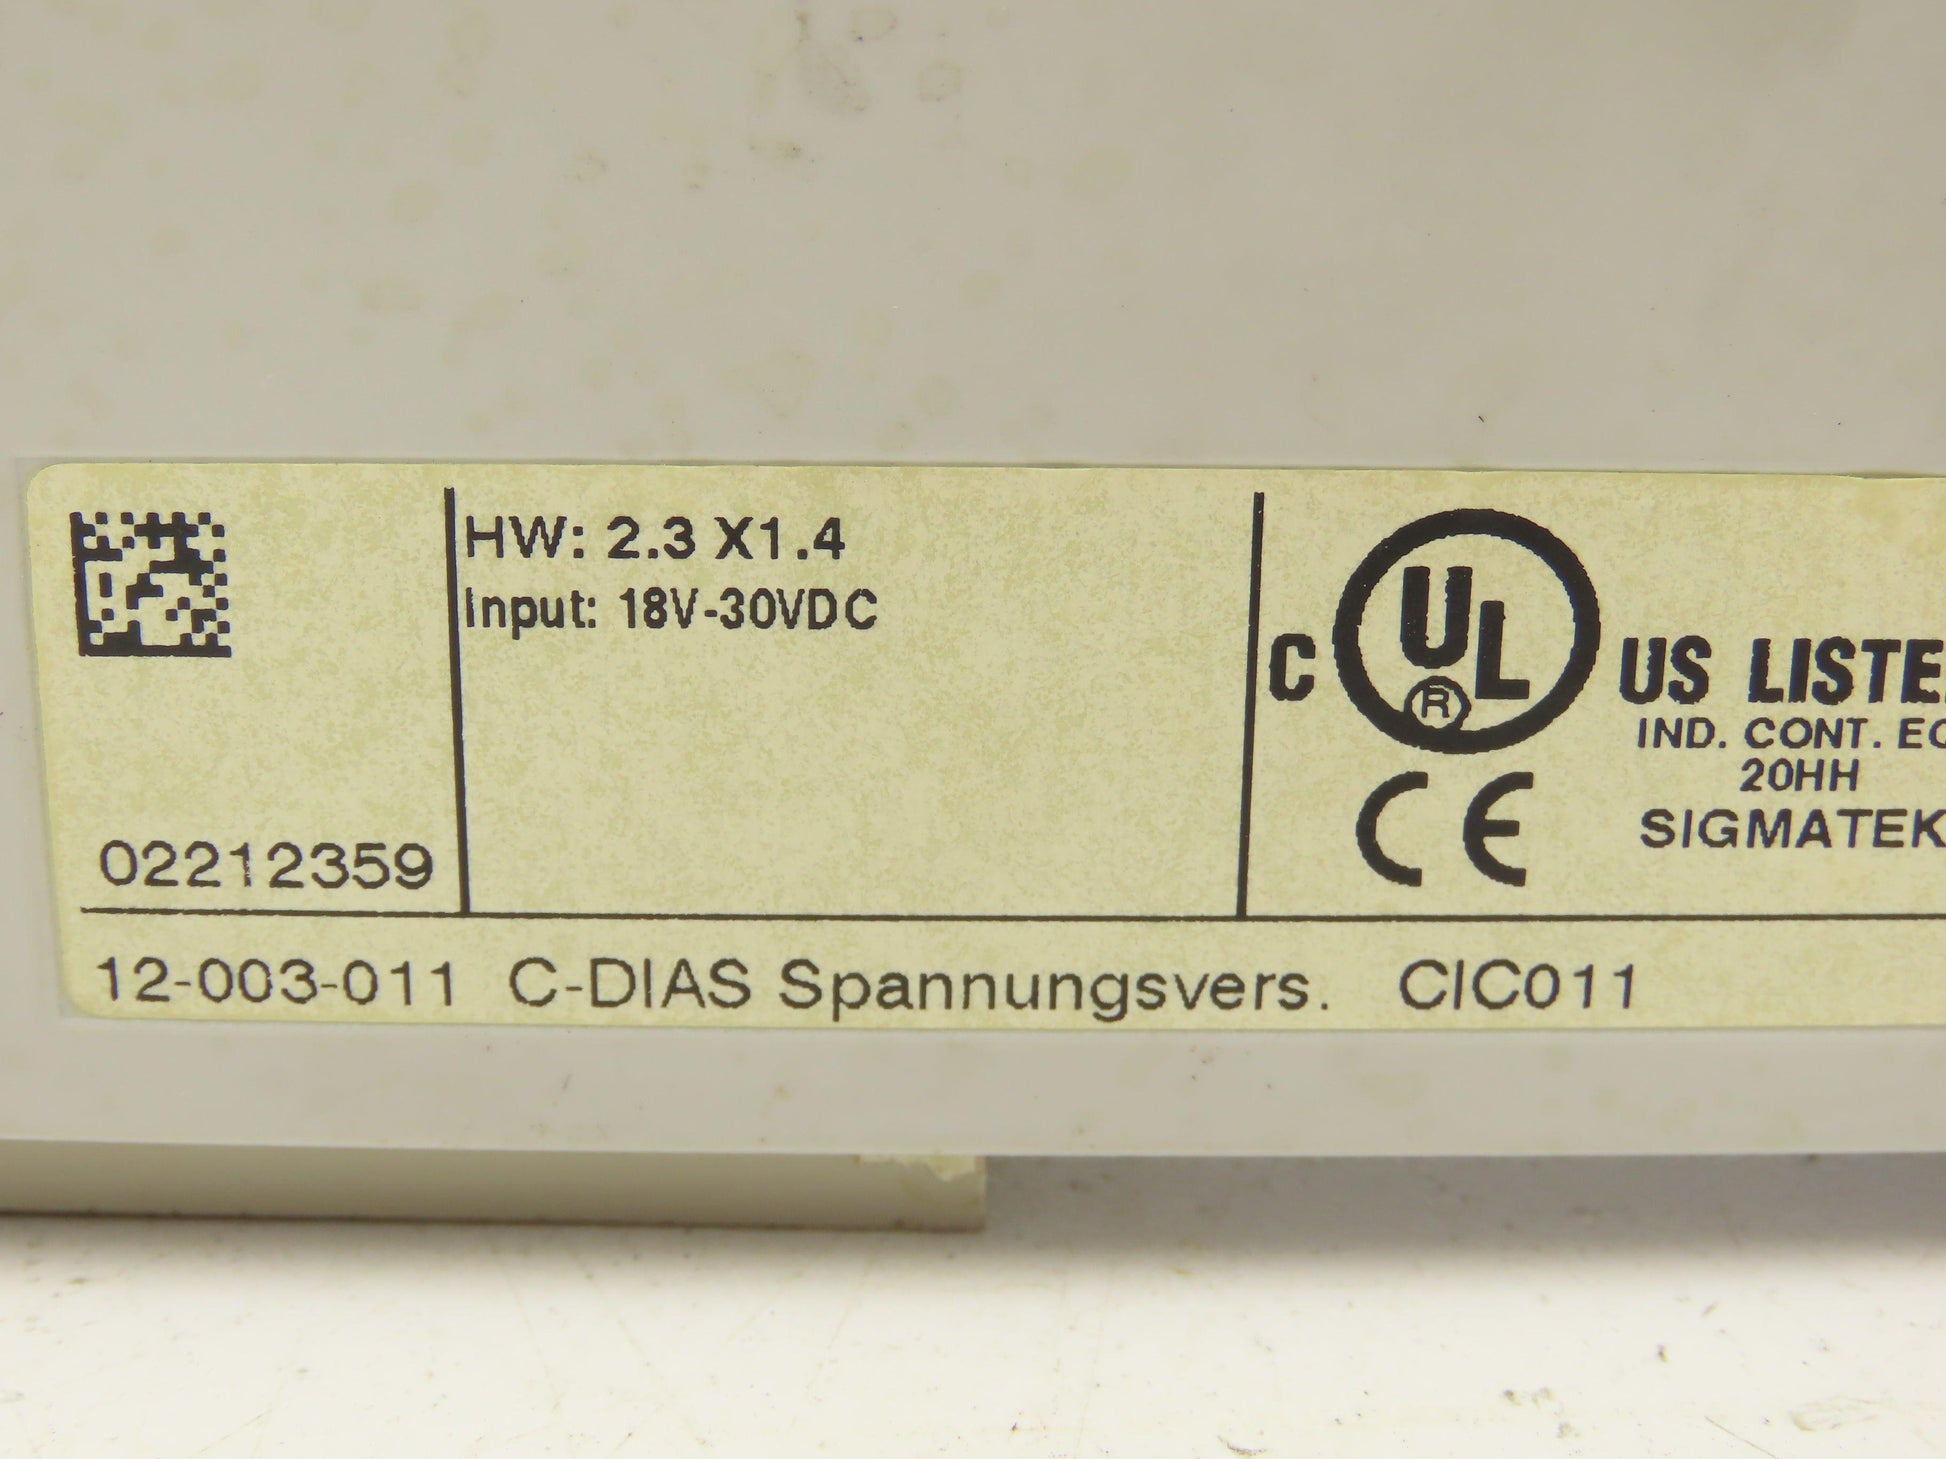 HW: 2.3 X1.4
Input: 18V-30VDC
02212359
C UL US LISTE
®
IND. CONT. EQ
20HH
CE
SIGMATEK
12-003-011 C-DIAS Spannungsvers. CIC011